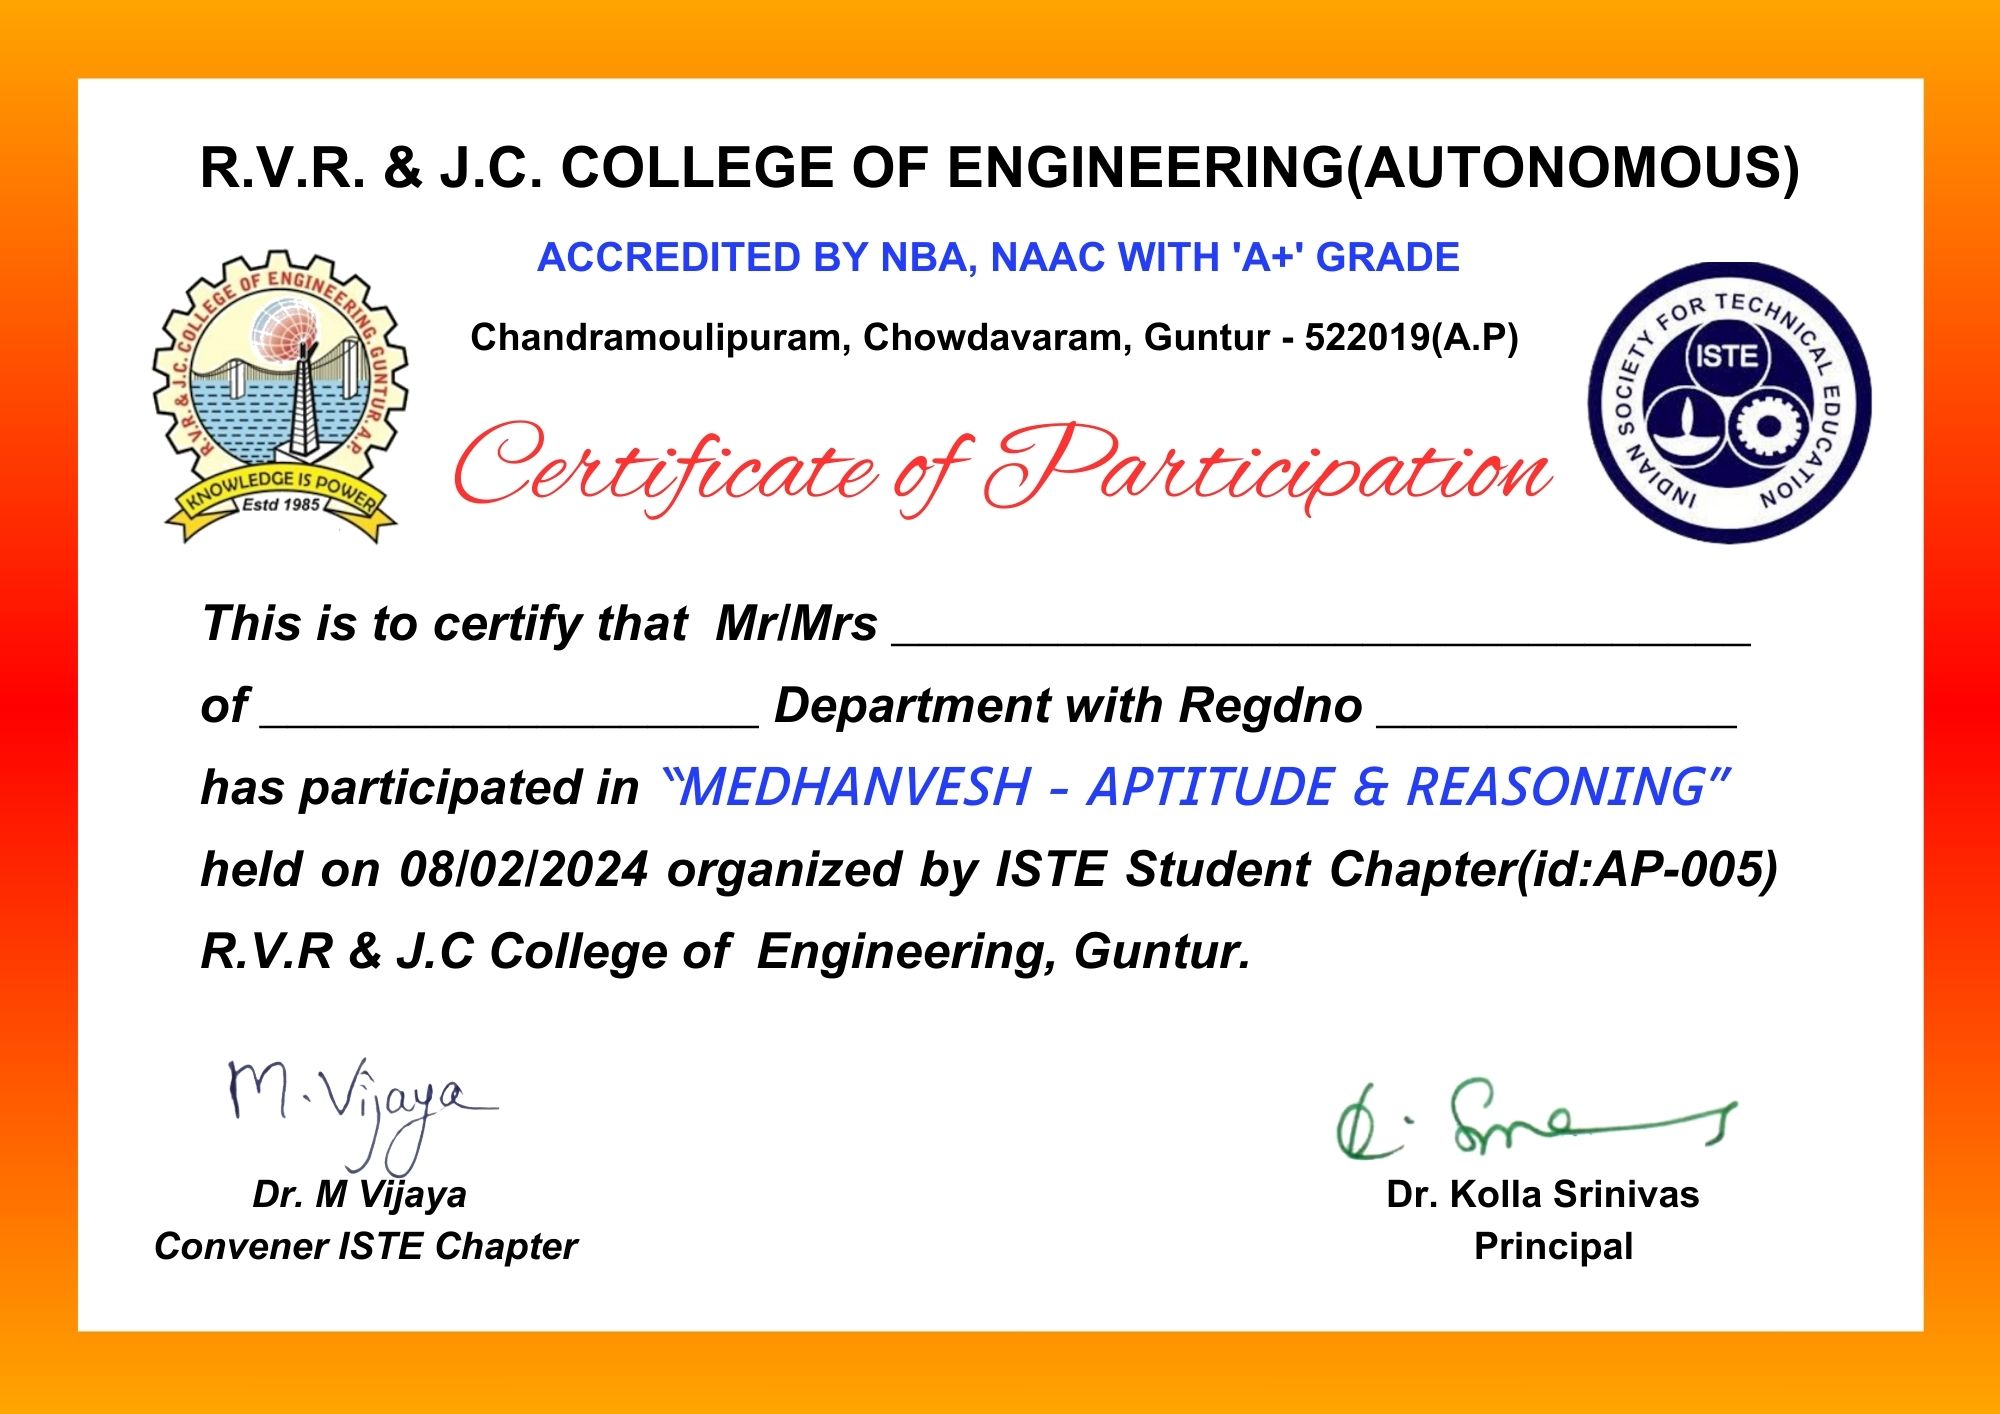 R.V.R. & J.C. COLLEGE OF ENGINEERING(AUTONOMOUS)
ACCREDITED BY NBA, NAAC WITH 'A+' GRADE
Chandramoulipuram, Chowdavaram, Guntur - 522019(A.P)
R.V.R. & J.C. COLLEGE OF ENGINEERING. GUNTUR. A.P.
KNOWLEDGE IS POWER
Estd 1985
INDIAN SOCIETY FOR TECHNICAL EDUCATION
ISTE
Certificate of Participation
This is to certify that Mr/Mrs ____________________
of ____________________ Department with Regdno ______________
has participated in “MEDHANVESH - APTITUDE & REASONING”
held on 08/02/2024 organized by ISTE Student Chapter(id:AP-005)
R.V.R & J.C College of Engineering, Guntur.
M. Vijaya
Dr. M Vijaya
Convener ISTE Chapter
Dr. Kolla Srinivas
Principal